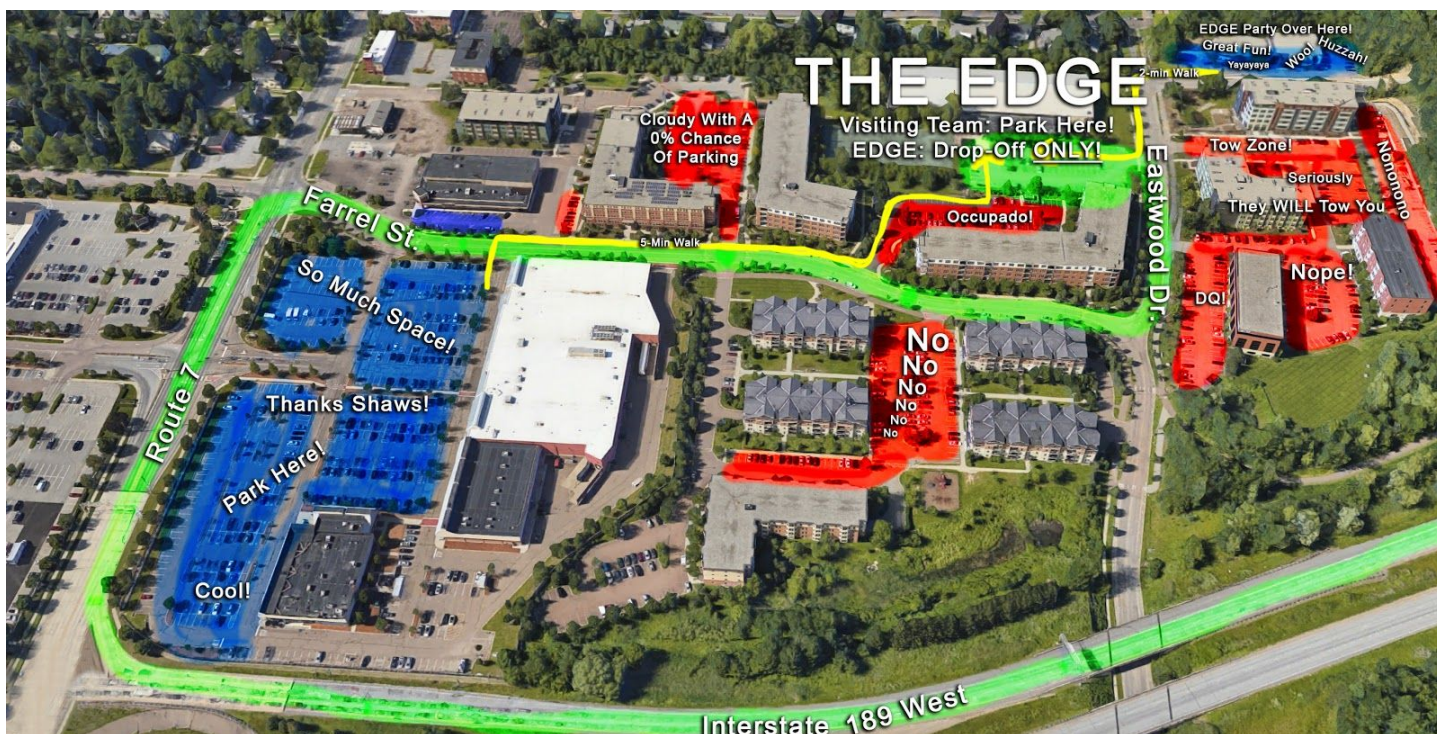 EDGE Party Over Here!
Great Fun!
Huzzah!
Woo!
Yayayaya
2-min Walk
THE EDGE
Visiting Team: Park Here!
EDGE: Drop-Off ONLY!
Cloudy With A
0% Chance
Of Parking
Tow Zone!
Nononono
Seriously
They WILL Tow You
Eastwood Dr.
Farrel St.
Occupado!
5-Min Walk
So Much Space!
Nope!
DQ!
No
No
No
No
No
No
Route 7
Thanks Shaws!
Park Here!
Cool!
Interstate 189 West